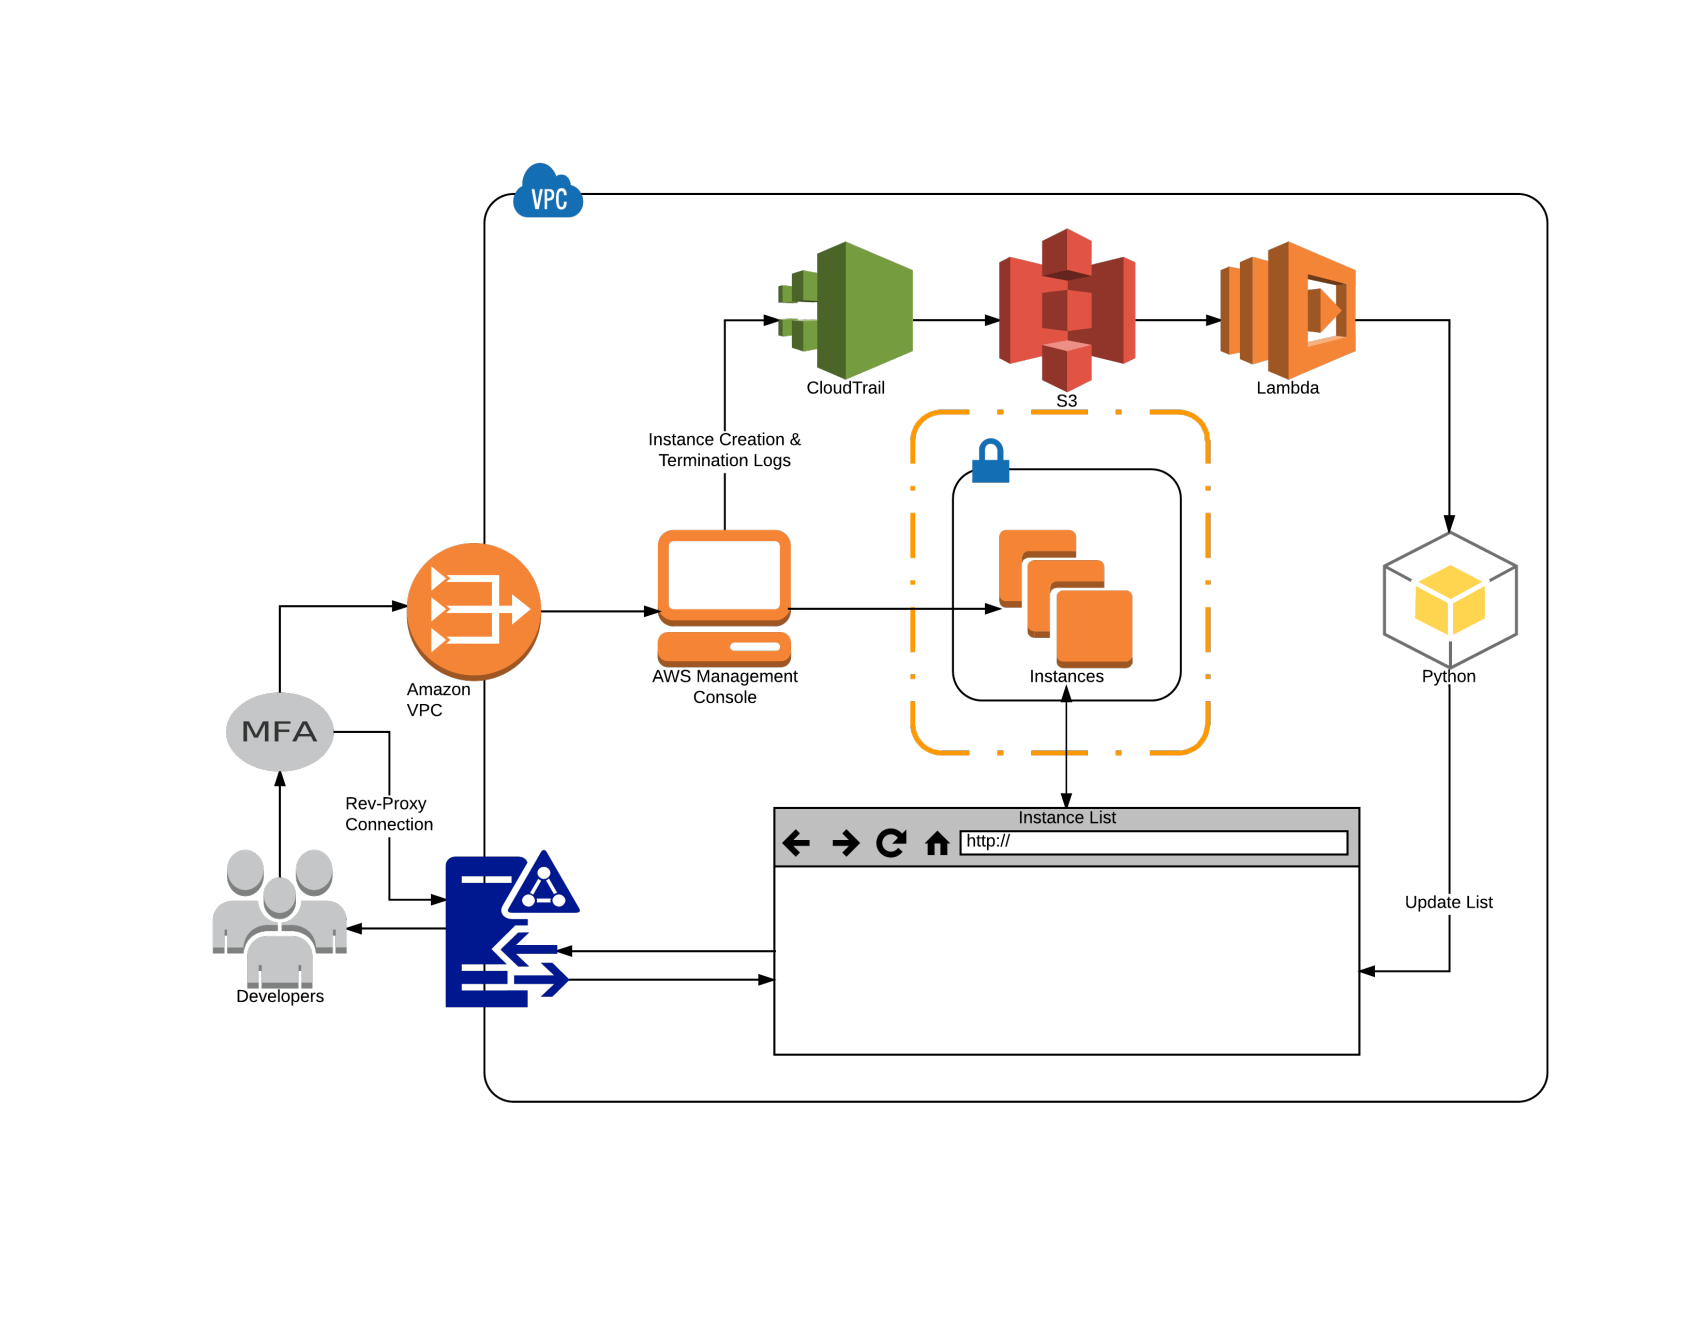 VPC
CloudTrail
S3
Lambda
Instance Creation &
Termination Logs
AWS Management
Console
Instances
Python
Amazon
VPC
MFA
Rev-Proxy
Connection
Instance List
http://
Update List
Developers